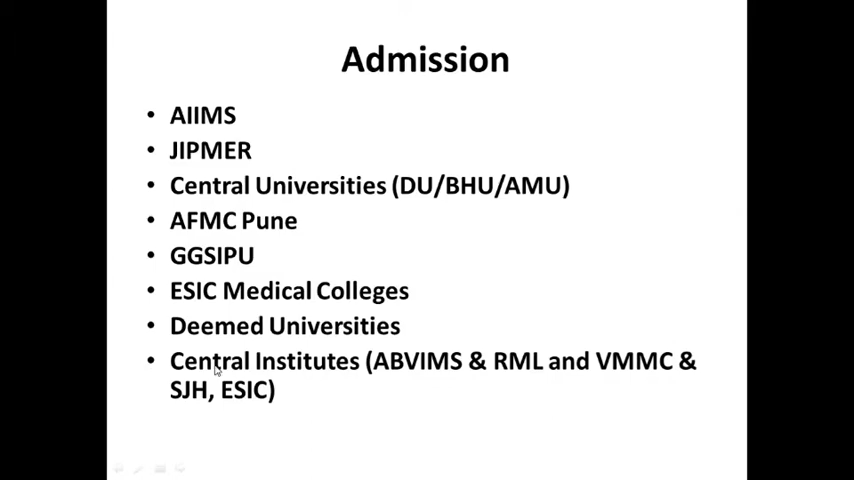 Admission
• AIIMS
• JIPMER
• Central Universities (DU/BHU/AMU)
• AFMC Pune
• GGSIPU
• ESIC Medical Colleges
• Deemed Universities
• Central Institutes (ABVIMS & RML and VMMC &
SJH, ESIC)